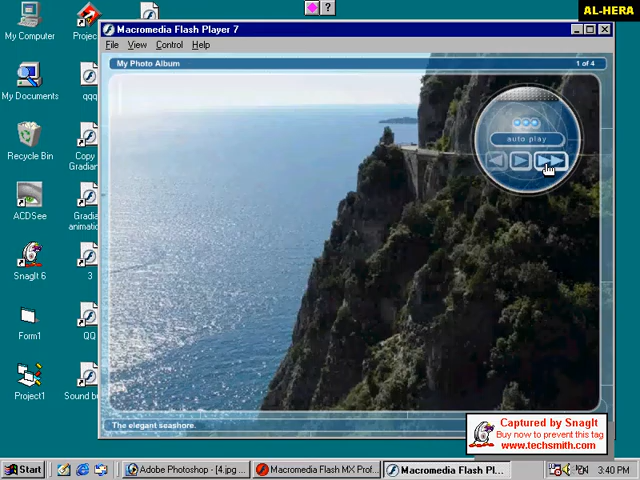 AL-HERA
?
My Computer
Projec
Macromedia Flash Player 7
File View Control Help
My Photo Album
1 of 4
My Documents
qqq
auto play
Recycle Bin
Copy
Gradian
ACDSee
Gradia
animatio
SnagIt 6
3
Form1
QQ
Project1
Sound bu
The elegant seashore.
Captured by SnagIt
Buy now to prevent this tag
www.techsmith.com
Start
Adobe Photoshop - [4.jpg ...
Macromedia Flash MX Prof...
Macromedia Flash Pl...
3:40 PM